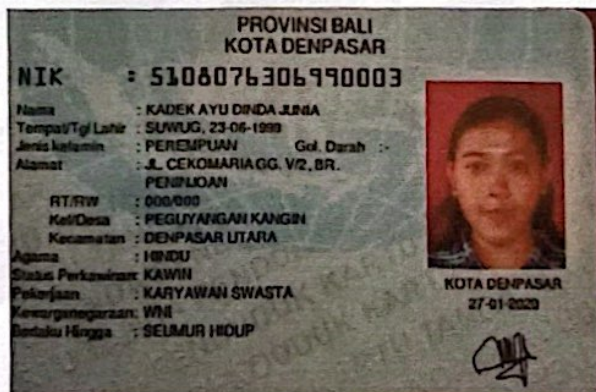 PROVINSI BALI
KOTA DENPASAR
NIK : 5108076306990003
Nama : KADEK AYU DINDA JUNIA
Tempat/Tgl Lahir : SUWUG, 23-06-1999
Jenis kelamin : PEREMPUAN Gol. Darah :-
Alamat : JL. CEKOMARIA GG. V/2, BR.
PENINJOAN
RT/RW : 000/000
Kel/Desa : PEGUYANGAN KANGIN
Kecamatan : DENPASAR UTARA
Agama : HINDU
Status Perkawinan: KAWIN
Pekerjaan : KARYAWAN SWASTA
Kewarganegaraan: WNI
Berlaku Hingga : SEUMUR HIDUP
KOTA DENPASAR
27-01-2020